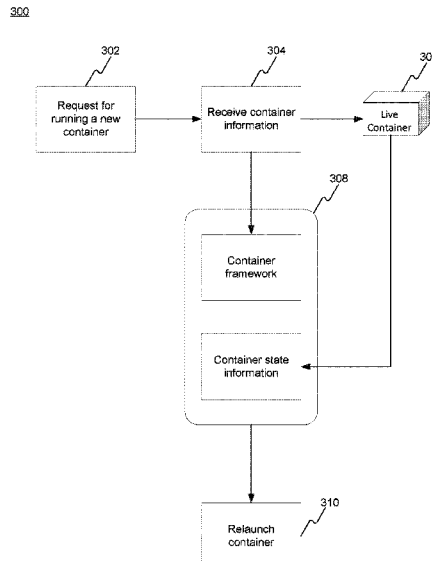 300
302
304
30
Request for
running a new
container
Receive container
information
Live
Container
308
Container
framework
Container state
information
310
Relaunch
container